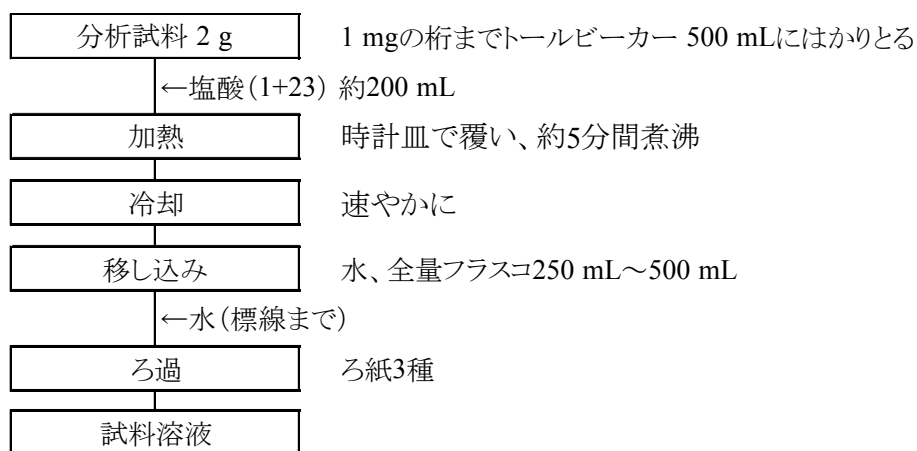 分析試料 2 g 1 mgの桁までトールビーカー 500 mLにはかりとる
←塩酸(1+23) 約200 mL
加熱 時計皿で覆い、約5分間煮沸
冷却 速やかに
移し込み 水、全量フラスコ250 mL～500 mL
←水(標線まで)
ろ過 ろ紙3種
試料溶液